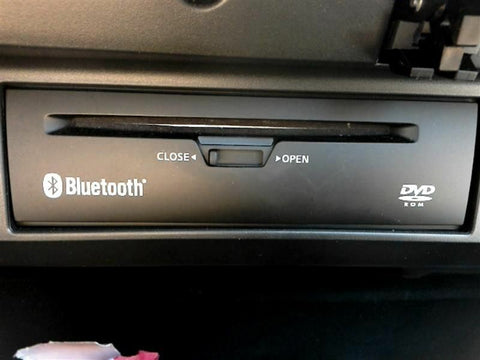 CLOSE◄ ►OPEN
Bluetooth®
DVD
ROM